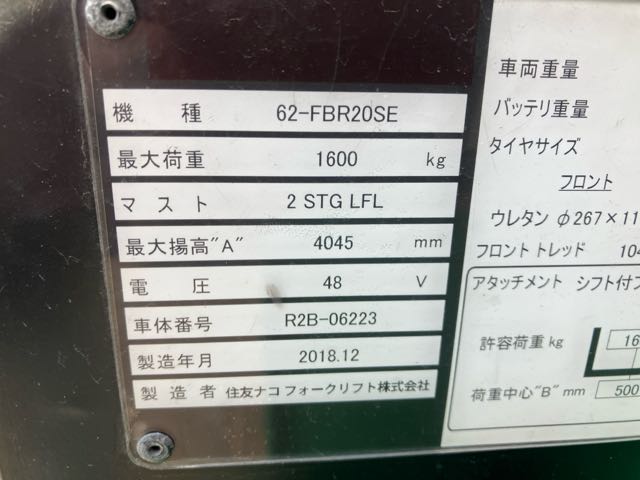 機 種 62-FBR20SE
最大荷重 1600 kg
マスト 2 STG LFL
最大揚高"A" 4045 mm
電 圧 48 V
車体番号 R2B-06223
製造年月 2018.12
製造者 住友ナコ フォークリフト株式会社
車両重量
バッテリ重量
タイヤサイズ
フロント
ウレタン φ267×11
フロントトレッド 104
アタッチメント シフト付フ
許容荷重 kg 16
荷重中心"B" mm 500